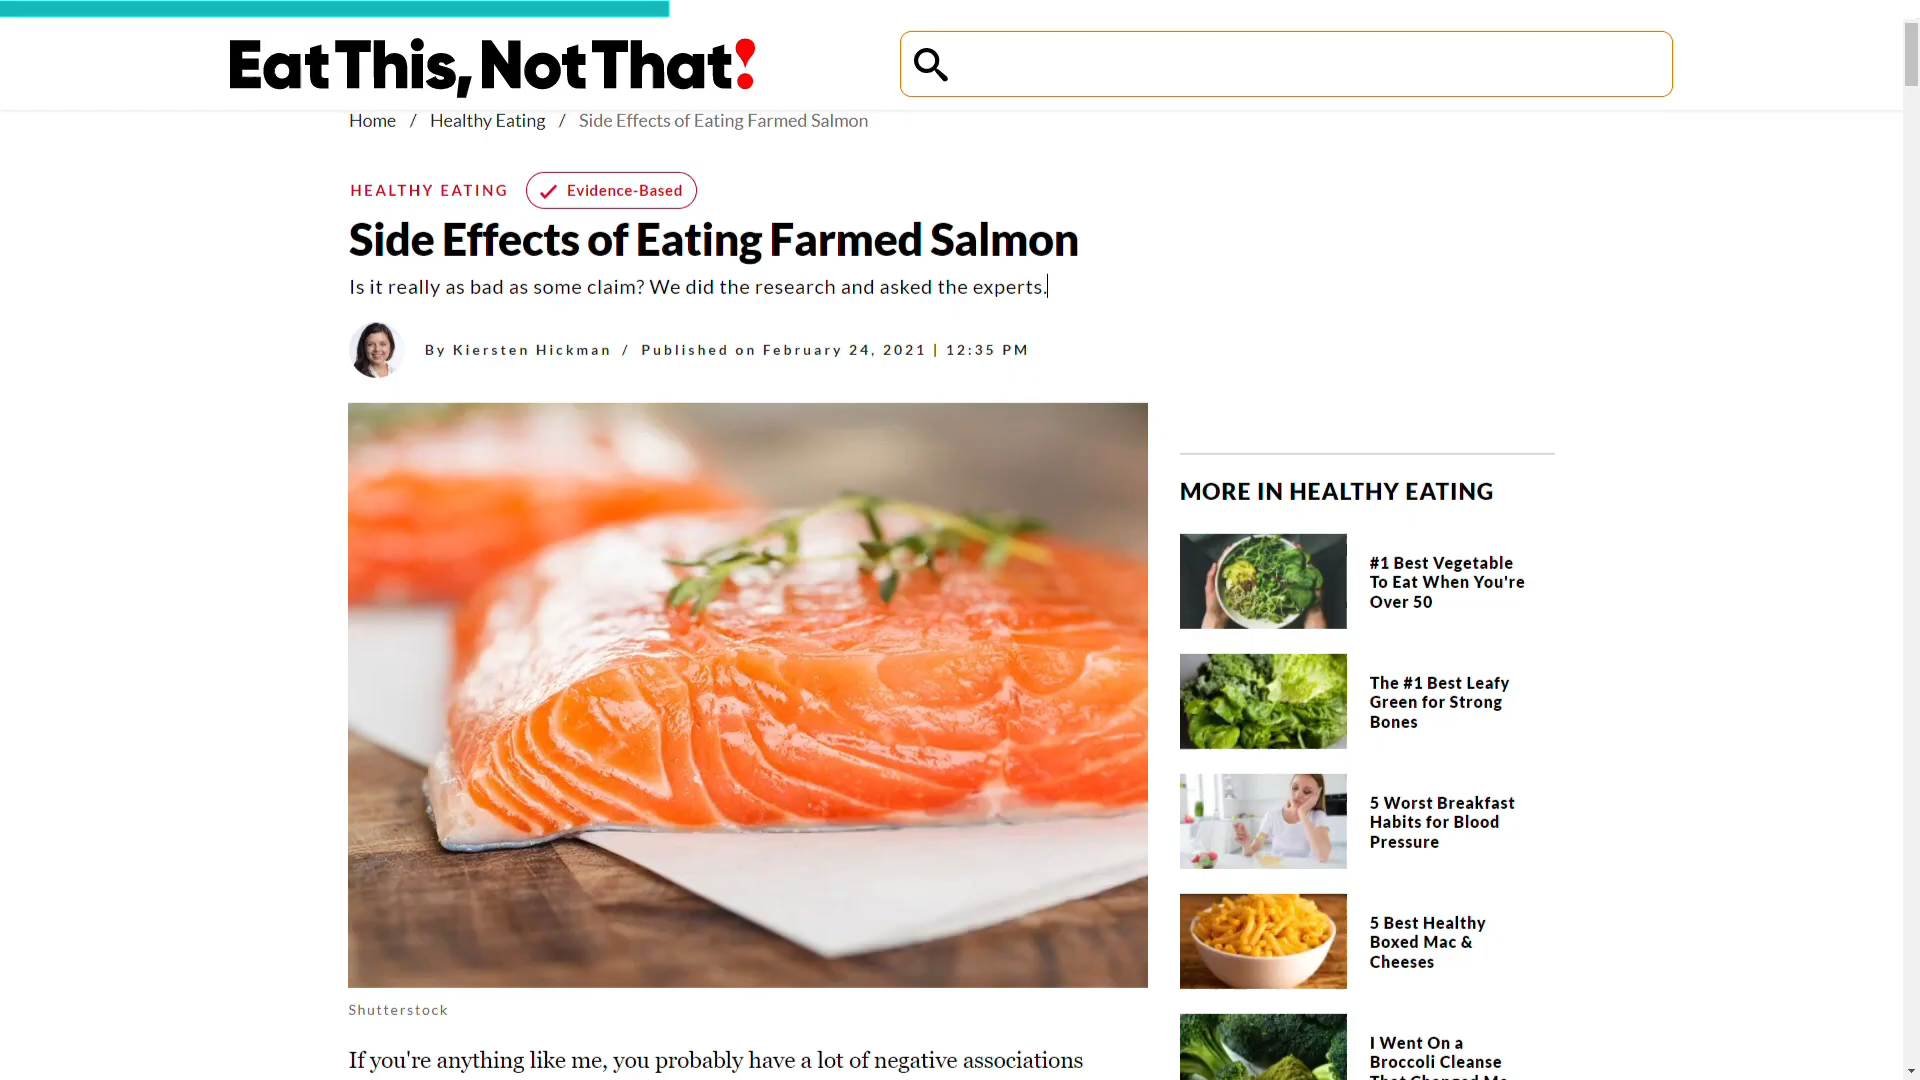 Eat This, Not That!
Home / Healthy Eating / Side Effects of Eating Farmed Salmon
HEALTHY EATING
Evidence-Based
Side Effects of Eating Farmed Salmon
Is it really as bad as some claim? We did the research and asked the experts.
By Kiersten Hickman / Published on February 24, 2021 | 12:35 PM
Shutterstock
If you're anything like me, you probably have a lot of negative associations
MORE IN HEALTHY EATING
#1 Best Vegetable
To Eat When You're
Over 50
The #1 Best Leafy
Green for Strong
Bones
5 Worst Breakfast
Habits for Blood
Pressure
5 Best Healthy
Boxed Mac &
Cheeses
I Went On a
Broccoli Cleanse
That Changed Me